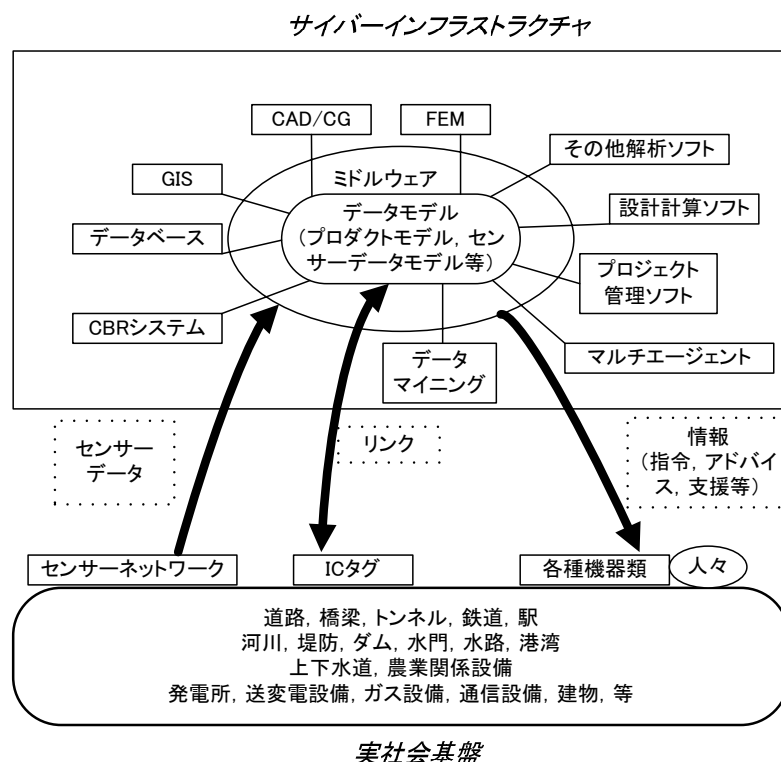 サイバーインフラストラクチャ
CAD/CG
FEM
その他解析ソフト
GIS
ミドルウェア
設計計算ソフト
データモデル
(プロダクトモデル, セン
サーデータモデル等)
データベース
プロジェクト
管理ソフト
CBRシステム
データ
マイニング
マルチエージェント
センサー
データ
リンク
情報
(指令, アドバイ
ス, 支援等)
センサーネットワーク
ICタグ
各種機器類
人々
道路, 橋梁, トンネル, 鉄道, 駅
河川, 堤防, ダム, 水門, 水路, 港湾
上下水道, 農業関係設備
発電所, 送変電設備, ガス設備, 通信設備, 建物, 等
実社会基盤